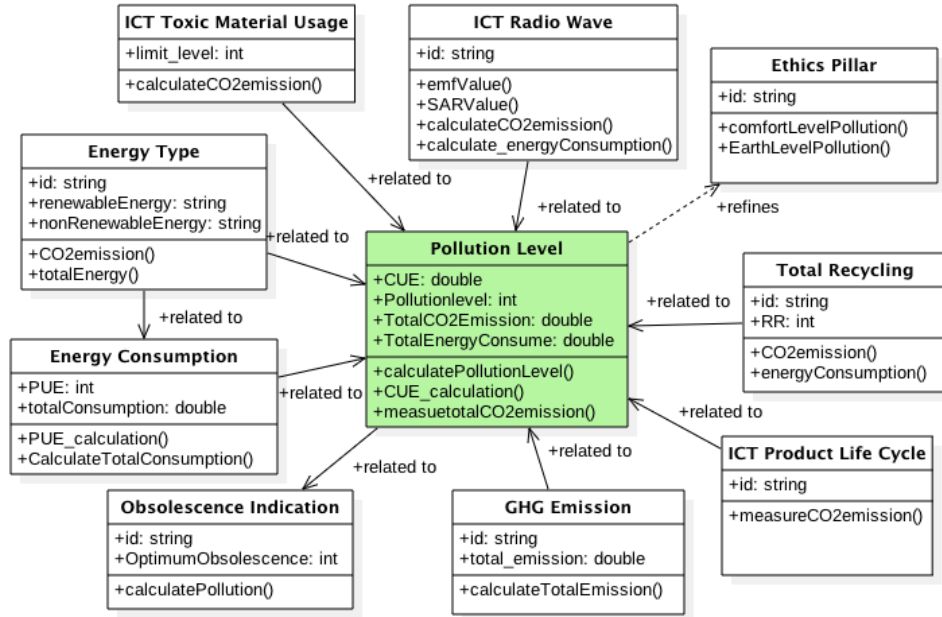 ICT Toxic Material Usage
+limit_level: int
+calculateCO2emission()
ICT Radio Wave
+id: string
+emfValue()
+SARValue()
+calculateCO2emission()
+calculate_energyConsumption()
Ethics Pillar
+id: string
+comfortLevelPollution()
+EarthLevelPollution()
Energy Type
+id: string
+renewableEnergy: string
+nonRenewableEnergy: string
+CO2emission()
+totalEnergy()
+related to
+related to
+related to
+refines
Pollution Level
+CUE: double
+Pollutionlevel: int
+TotalCO2Emission: double
+TotalEnergyConsume: double
+calculatePollutionLevel()
+CUE_calculation()
+measuetotalCO2emission()
Total Recycling
+id: string
+RR: int
+CO2emission()
+energyConsumption()
+related to
+related to
Energy Consumption
+PUE: int
+totalConsumption: double
+PUE_calculation()
+CalculateTotalConsumption()
+related to
+related to
+related to
+related to
ICT Product Life Cycle
+id: string
+measureCO2emission()
Obsolescence Indication
+id: string
+OptimumObsolescence: int
+calculatePollution()
GHG Emission
+id: string
+total_emission: double
+calculateTotalEmission()